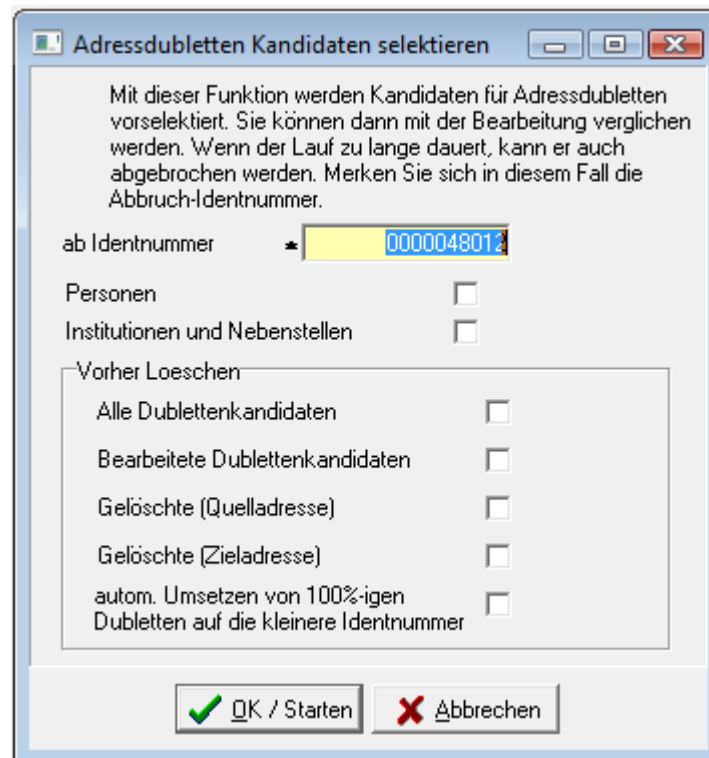 Adressdubletten Kandidaten selektieren
Mit dieser Funktion werden Kandidaten für Adressdubletten
vorselektiert. Sie können dann mit der Bearbeitung verglichen
werden. Wenn der Lauf zu lange dauert, kann er auch
abgebrochen werden. Merken Sie sich in diesem Fall die
Abbruch-Identnummer.
ab Identnummer * 0000048012
Personen
Institutionen und Nebenstellen
Vorher Loeschen
Alle Dublettenkandidaten
Bearbeitete Dublettenkandidaten
Gelöschte (Quelladresse)
Gelöschte (Zieladresse)
autom. Umsetzen von 100%-igen
Dubletten auf die kleinere Identnummer
OK / Starten Abbrechen